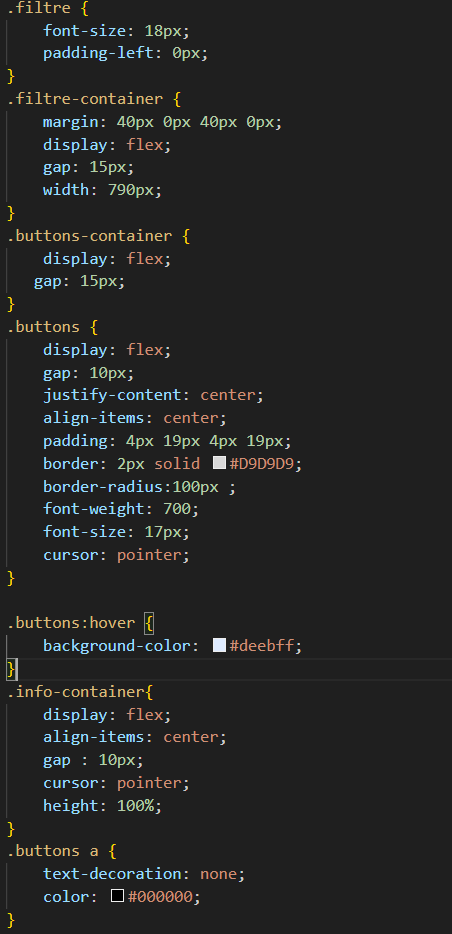 .filtre {
    font-size: 18px;
    padding-left: 0px;
}
.filtre-container {
    margin: 40px 0px 40px 0px;
    display: flex;
    gap: 15px;
    width: 790px;
}
.buttons-container {
    display: flex;
   gap: 15px;
}
.buttons {
    display: flex;
    gap: 10px;
    justify-content: center;
    align-items: center;
    padding: 4px 19px 4px 19px;
    border: 2px solid #D9D9D9;
    border-radius:100px ;
    font-weight: 700;
    font-size: 17px;
    cursor: pointer;
}

.buttons:hover {
    background-color: #deebff;
}
.info-container{
    display: flex;
    align-items: center;
    gap : 10px;
    cursor: pointer;
    height: 100%;
}
.buttons a {
    text-decoration: none;
    color: #000000;
}